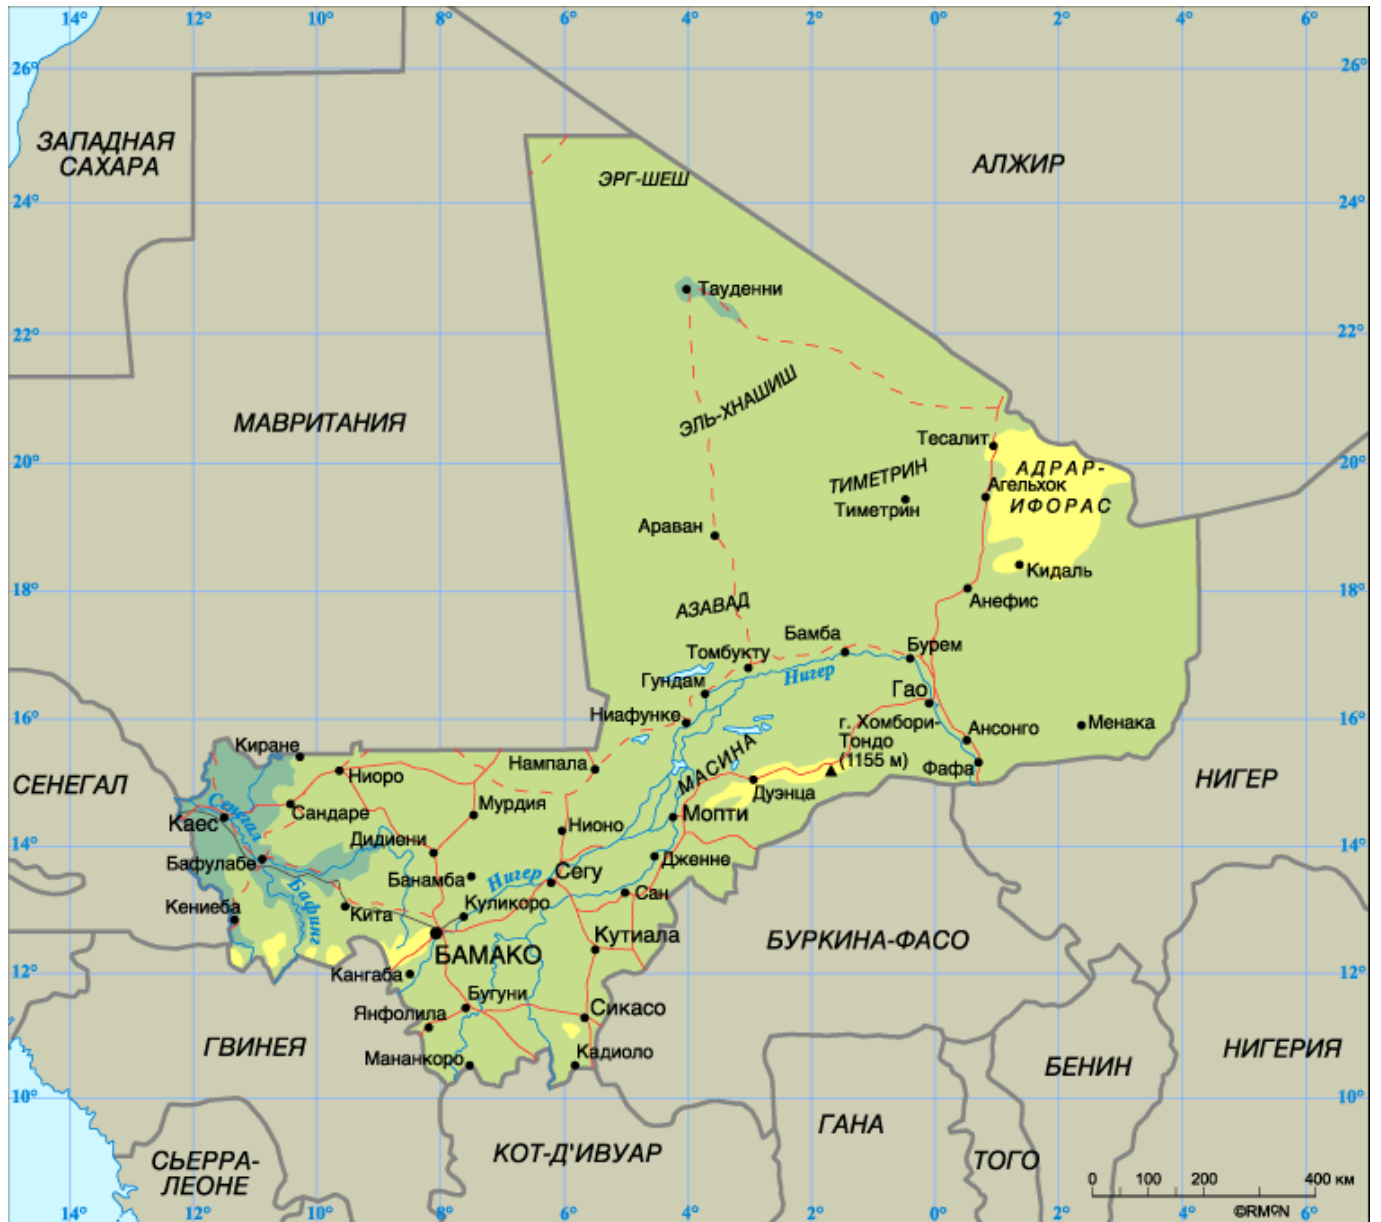 14° 12° 10° 8° 6° 4° 2° 0° 2° 4° 6°
26° 26°
ЗАПАДНАЯ
САХАРА
АЛЖИР
ЭРГ-ШЕШ
24° 24°
Тауденни
22° 22°
ЭЛЬ-ХНАШИШ
МАВРИТАНИЯ
Тесалит
20° 20°
АДРАР-
ИФОРАС
ТИМЕТРИН
Агельхок
Тиметрин
Араван
Кидаль
18° 18°
Анефис
АЗАВАД
Бамба
Бурем
Томбукту
Нигер
Гундам
Гао
Ниафунке
16° 16°
г. Хомбори-
Тондо
(1155 м)
Ансонго
Менака
Киране
Ниоро
Нампала
МАСИНА
Фафа
СЕНЕГАЛ
НИГЕР
Дуэнца
Сандаре
Мурдия
Сенегал
Каес
Мопти
Нионо
14° 14°
Дидиени
Бафулабе
Дженне
Банамба
Нигер
Сегу
Бафинг
Сан
Кениеба
Кита
Куликоро
Кутиала
БУРКИНА-ФАСО
БАМАКО
12° 12°
Кангаба
Бугуни
Сикасо
Янфолила
ГВИНЕЯ
Мананкоро
Кадиоло
НИГЕРИЯ
БЕНИН
10° 10°
ГАНА
КОТ-Д'ИВУАР
СЬЕРРА-
ЛЕОНЕ
ТОГО
0 100 200 400 км
©RMCN
14° 12° 10° 8° 6° 4° 2° 0° 2° 4° 6°